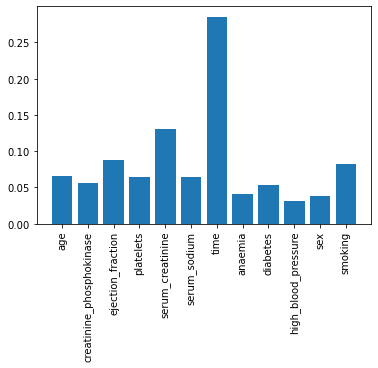 0.25
0.20
0.15
0.10
0.05
0.00
age
creatinine_phosphokinase
ejection_fraction
platelets
serum_creatinine
serum_sodium
time
anaemia
diabetes
high_blood_pressure
sex
smoking